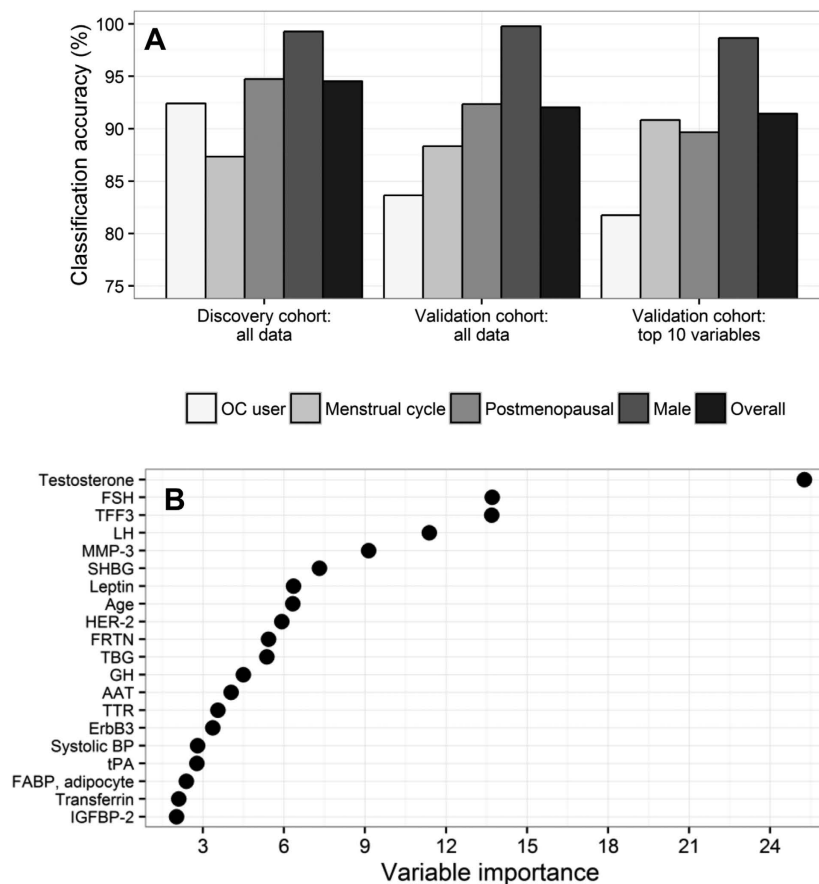 A
Classification accuracy (%)
100
95
90
85
80
75
Discovery cohort:
all data
Validation cohort:
all data
Validation cohort:
top 10 variables
OC user
Menstrual cycle
Postmenopausal
Male
Overall
B
Testosterone
FSH
TFF3
LH
MMP-3
SHBG
Leptin
Age
HER-2
FRTN
TBG
GH
AAT
TTR
ErbB3
Systolic BP
tPA
FABP, adipocyte
Transferrin
IGFBP-2
3 6 9 12 15 18 21 24
Variable importance